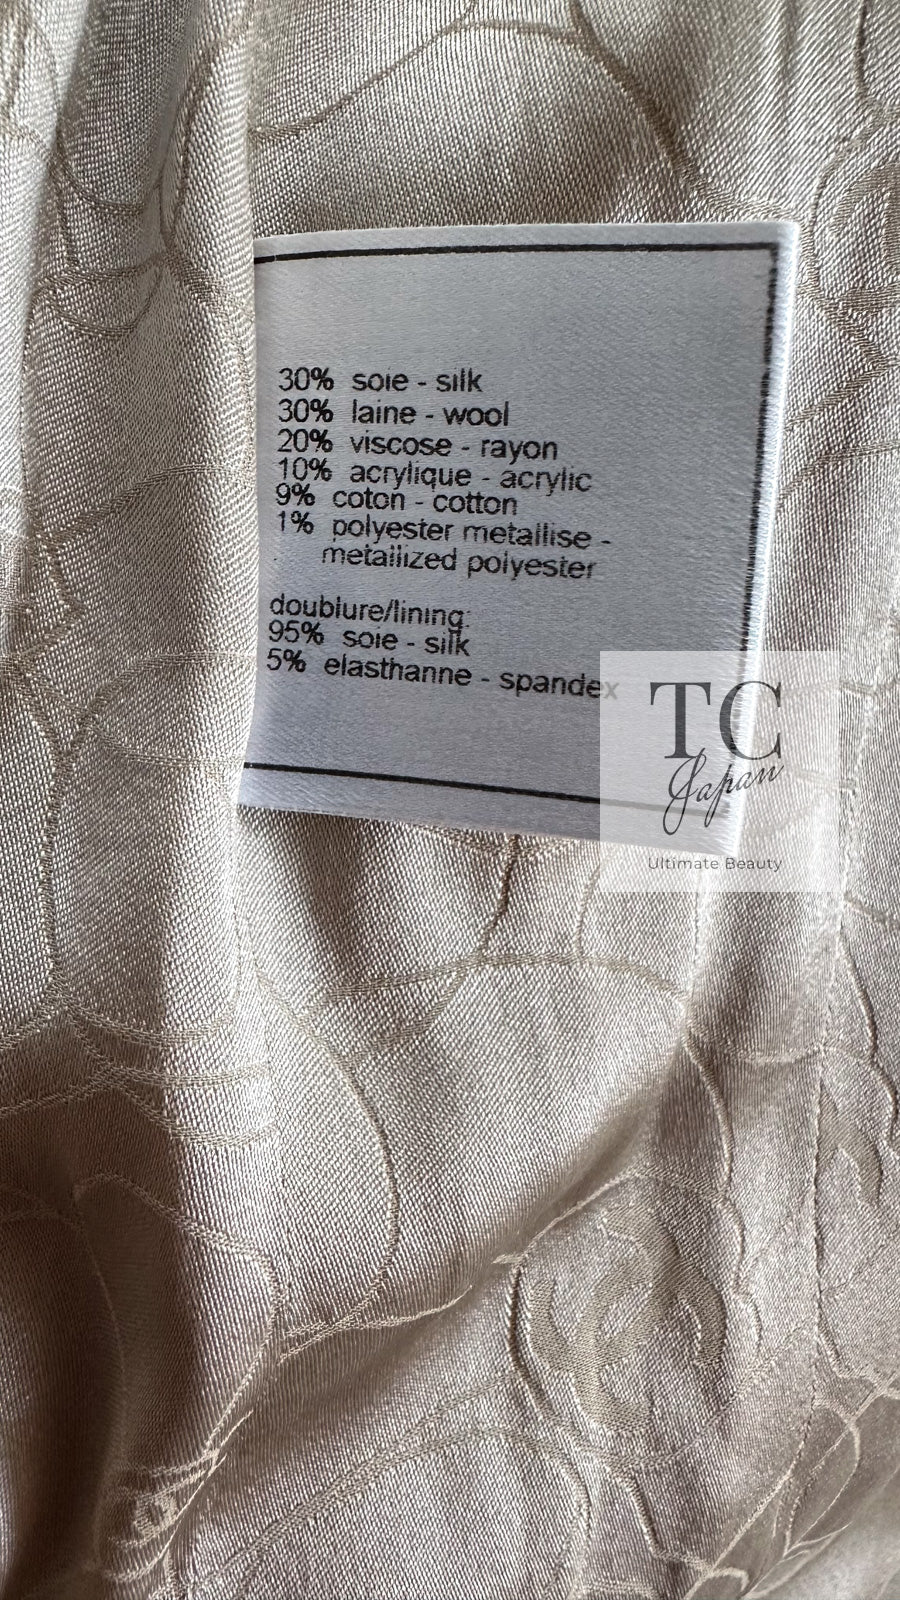 30% soie - silk
30% laine - wool
20% viscose - rayon
10% acrylique - acrylic
9% coton - cotton
1% polyester metallise -
metallized polyester
doublure/lining:
95% soie - silk
5% elasthanne - spandex
TC
Japan
Ultimate Beauty